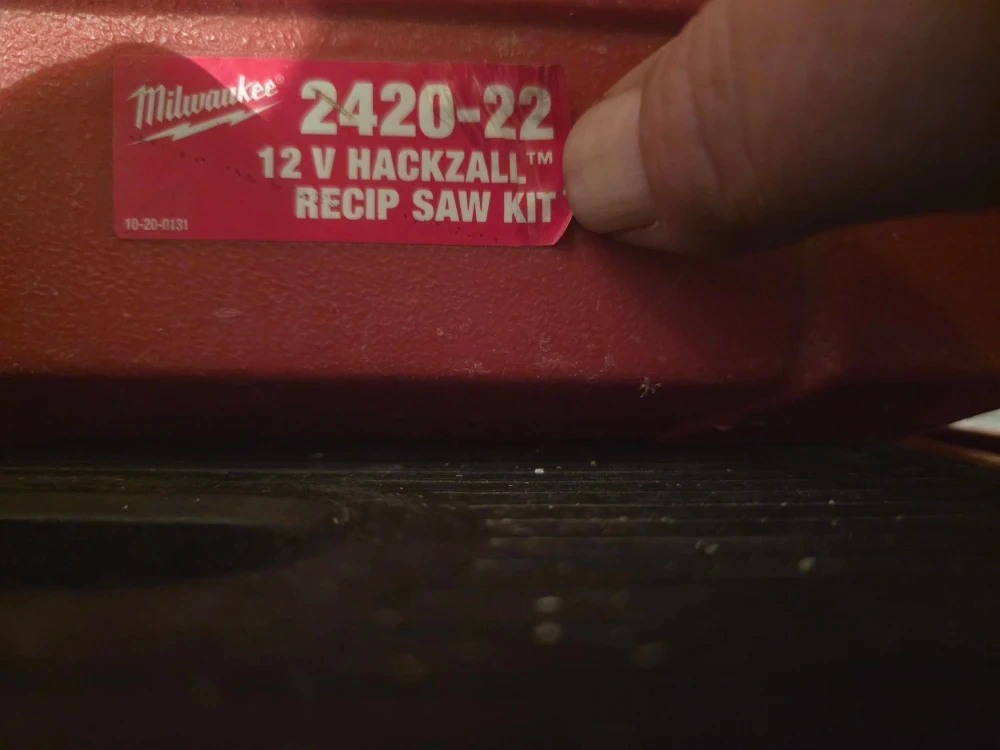 Milwaukee®
2420-22
12 V HACKZALL™
RECIP SAW KIT
10-20-0131